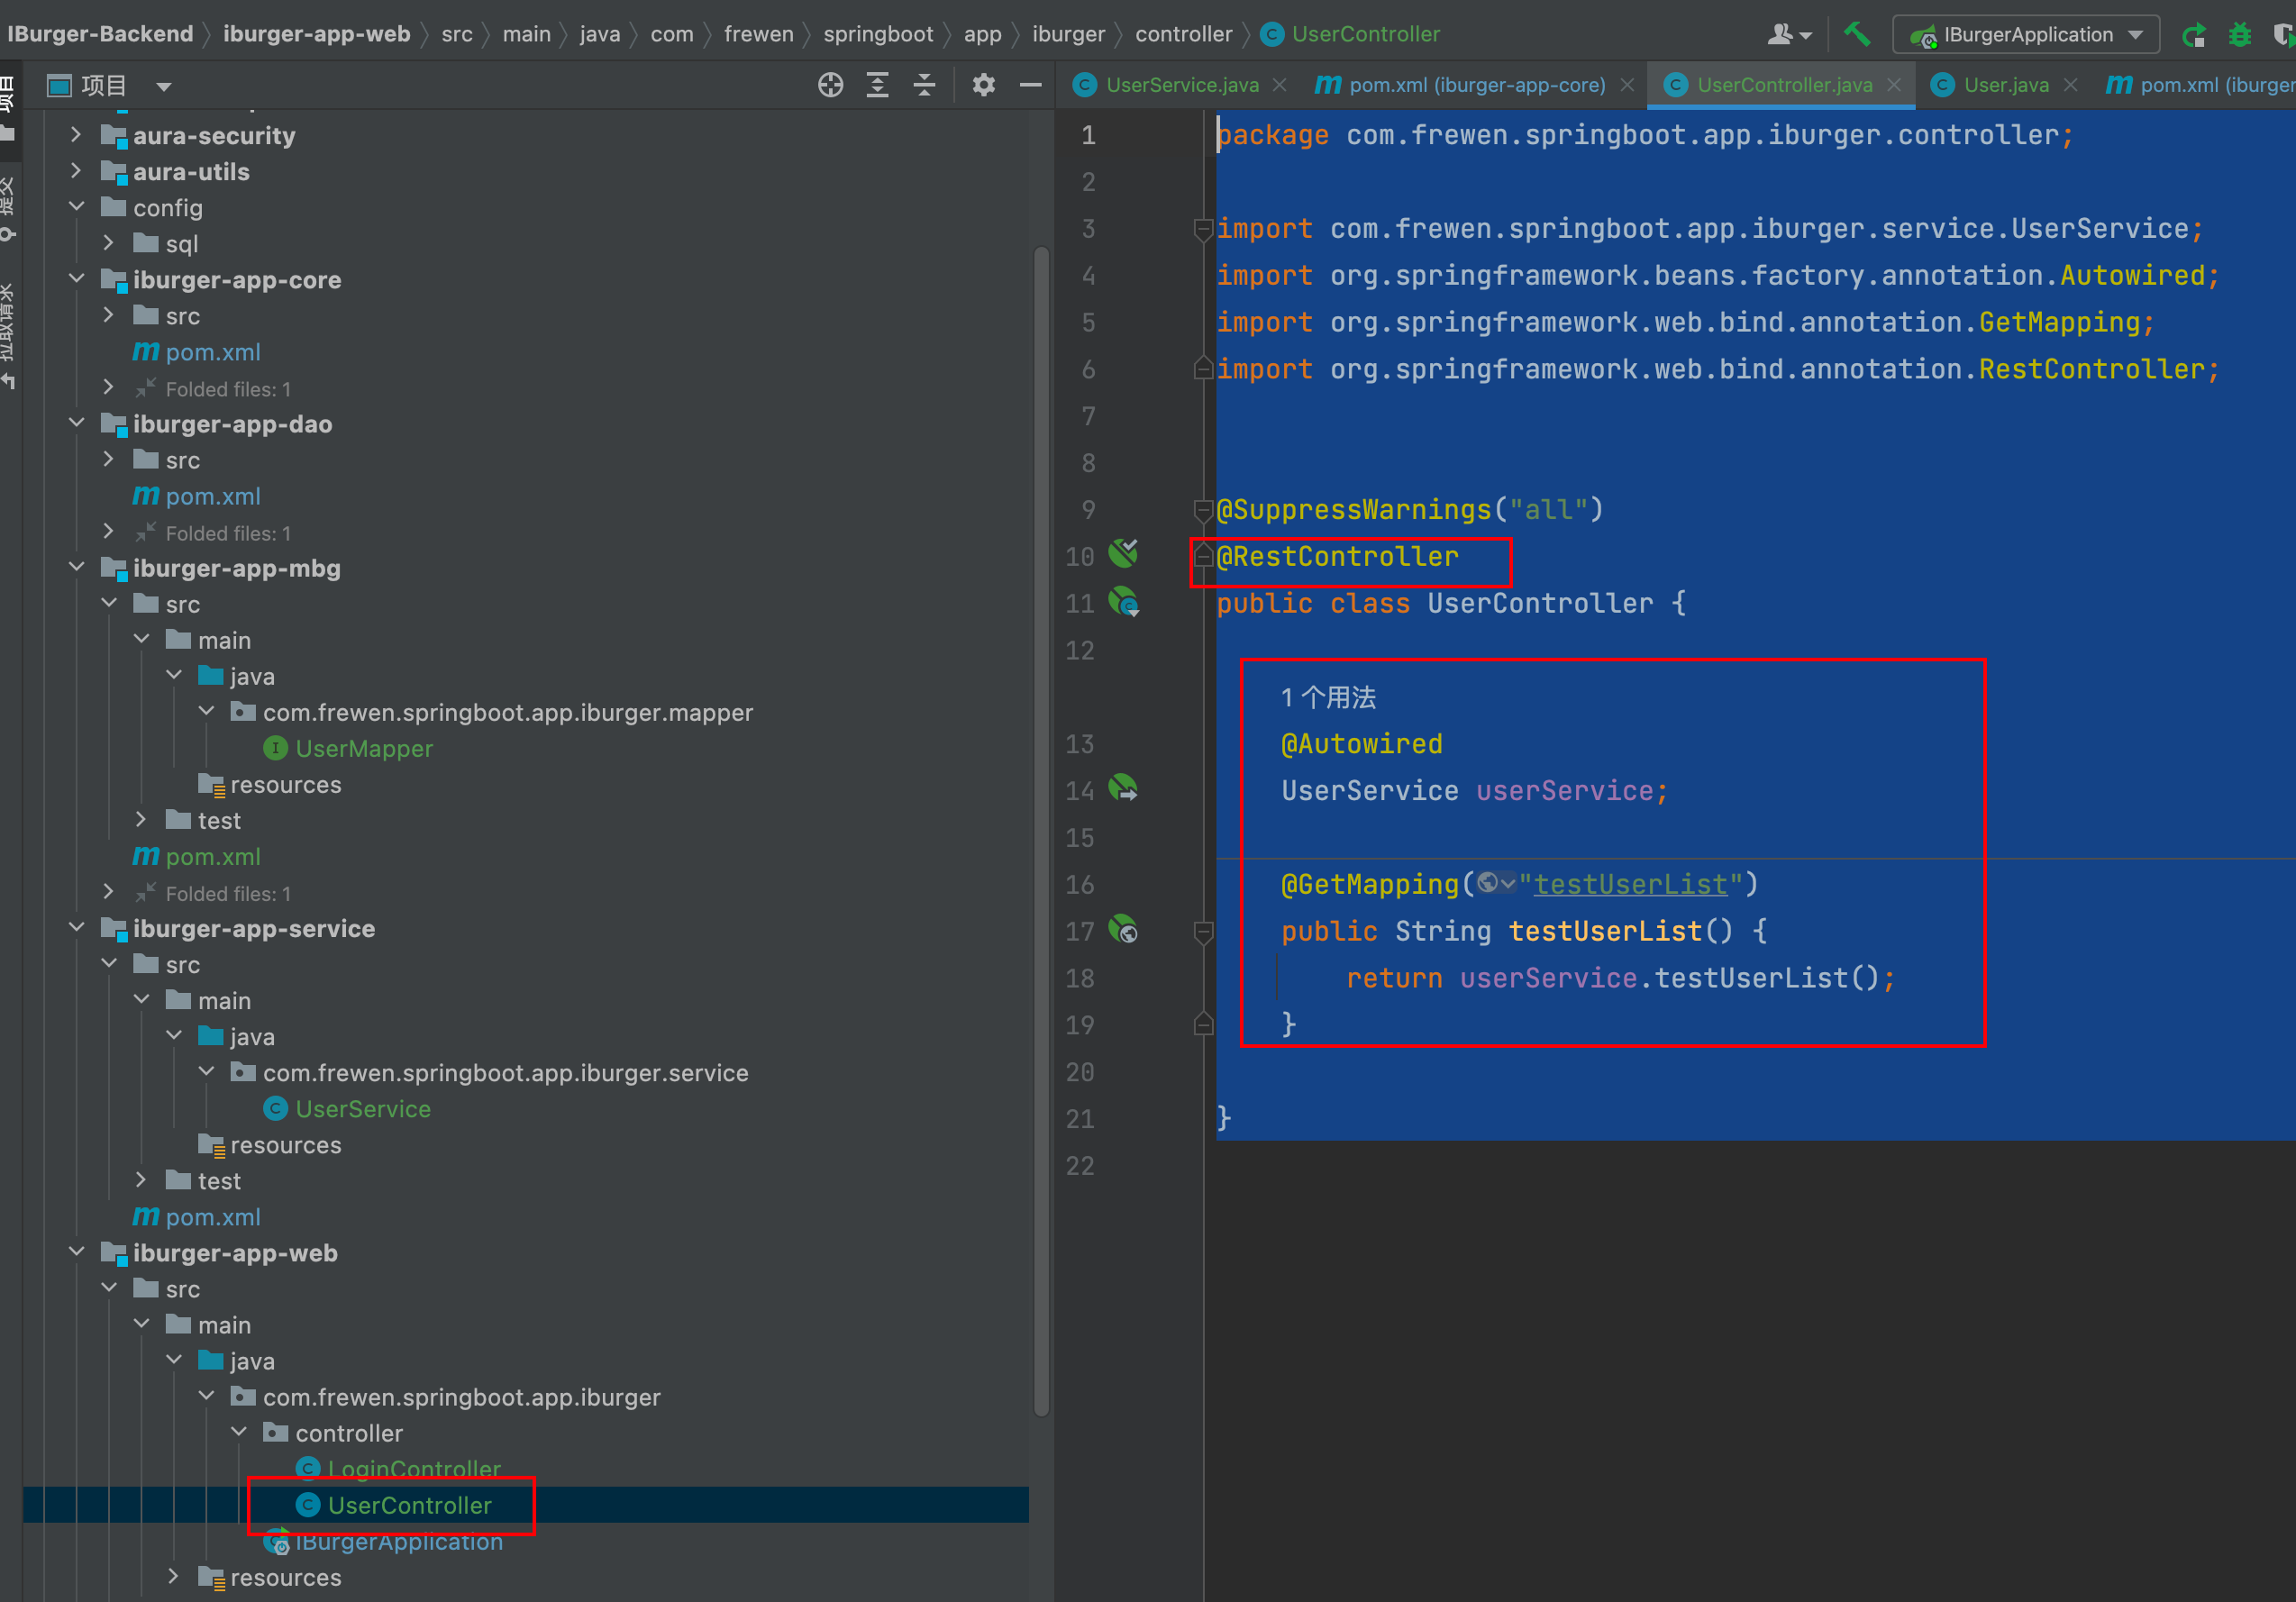 IBurger-Backend iburger-app-web src main java com frewen springboot app iburger controller UserController
IBurgerApplication
项目
UserService.java
pom.xml (iburger-app-core)
UserController.java
User.java
pom.xml (iburger
项目
提交
拉取请求
aura-security
aura-utils
config
sql
iburger-app-core
src
pom.xml
Folded files: 1
iburger-app-dao
src
pom.xml
Folded files: 1
iburger-app-mbg
src
main
java
com.frewen.springboot.app.iburger.mapper
UserMapper
resources
test
pom.xml
Folded files: 1
iburger-app-service
src
main
java
com.frewen.springboot.app.iburger.service
UserService
resources
test
pom.xml
iburger-app-web
src
main
java
com.frewen.springboot.app.iburger
controller
LoginController
UserController
IBurgerApplication
resources
1 package com.frewen.springboot.app.iburger.controller;
2
3 import com.frewen.springboot.app.iburger.service.UserService;
4 import org.springframework.beans.factory.annotation.Autowired;
5 import org.springframework.web.bind.annotation.GetMapping;
6 import org.springframework.web.bind.annotation.RestController;
7
8
9 @SuppressWarnings("all")
10 @RestController
11 public class UserController {
12
1 个用法
13 @Autowired
14 UserService userService;
15
16 @GetMapping("testUserList")
17 public String testUserList() {
18 return userService.testUserList();
19 }
20
21 }
22